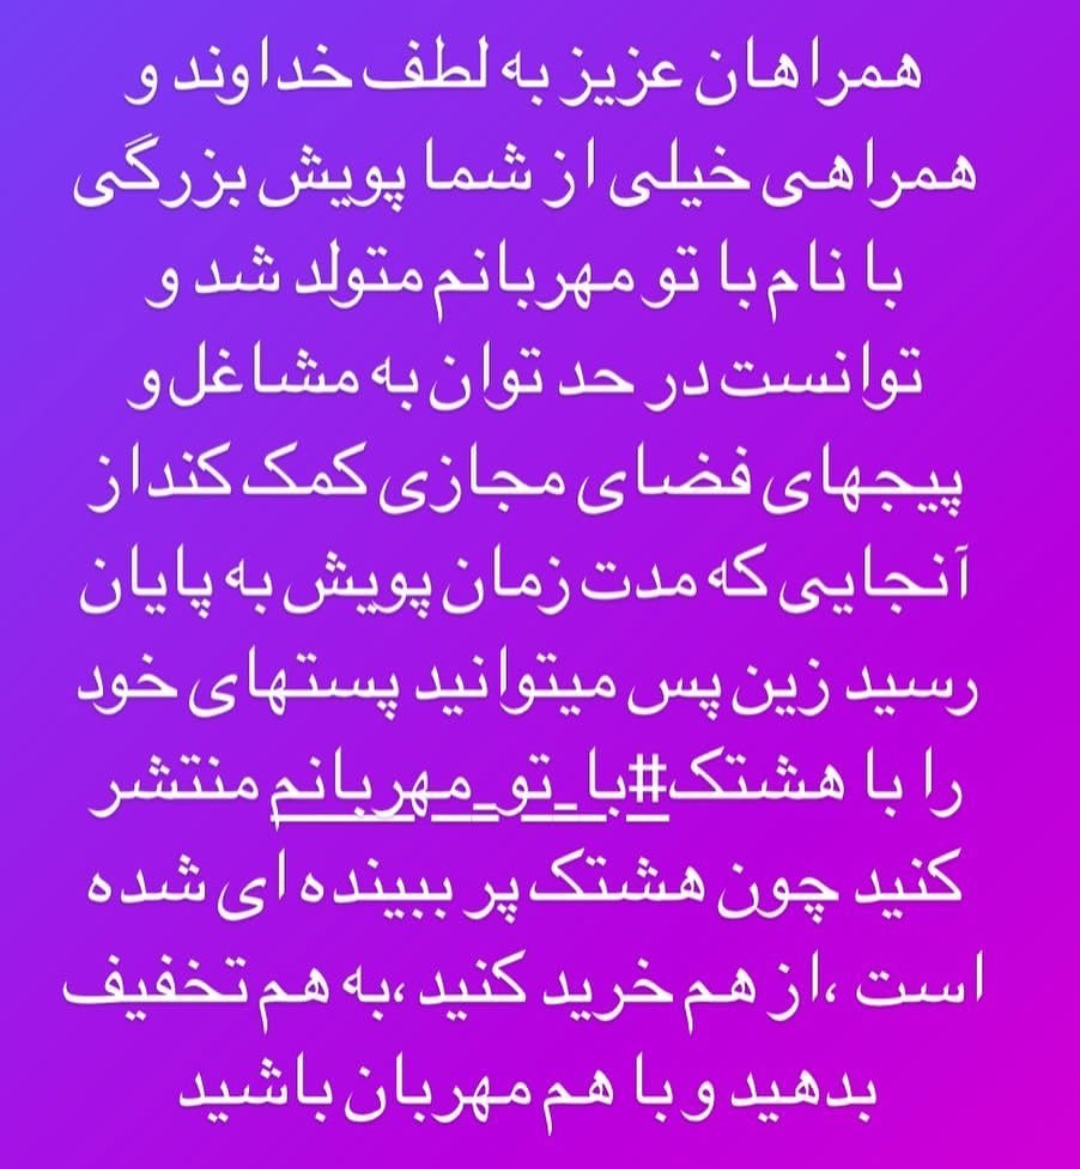 همراهان عزیز به لطف خداوند و
همراهی خیلی از شما پویش بزرگی
با نام با تو مهربانم متولد شد و
توانست در حد توان به مشاغل و
پیجهای فضای مجازی کمک کند از
آنجایی که مدت زمان پویش به پایان
رسید زین پس میتوانید پستهای خود
را با هشتک#با_تو_مهربانم منتشر
کنید چون هشتک پر ببینده ای شده
است ،از هم خرید کنید،به هم تخفیف
بدهید و با هم مهربان باشید